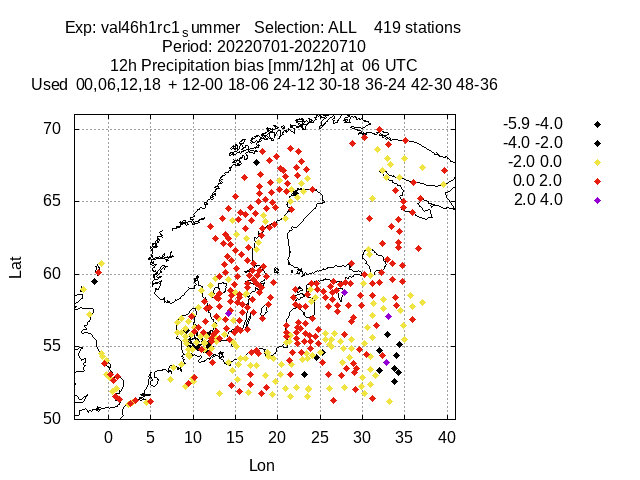 Exp: val46h1rc1summer Selection: ALL 419 stations
Period: 20220701-20220710
12h Precipitation bias [mm/12h] at 06 UTC
Used 00,06,12,18 + 12-00 18-06 24-12 30-18 36-24 42-30 48-36
-5.9 -4.0
-4.0 -2.0
-2.0 0.0
0.0 2.0
2.0 4.0
70
65
60
55
50
Lat
0 5 10 15 20 25 30 35 40
Lon